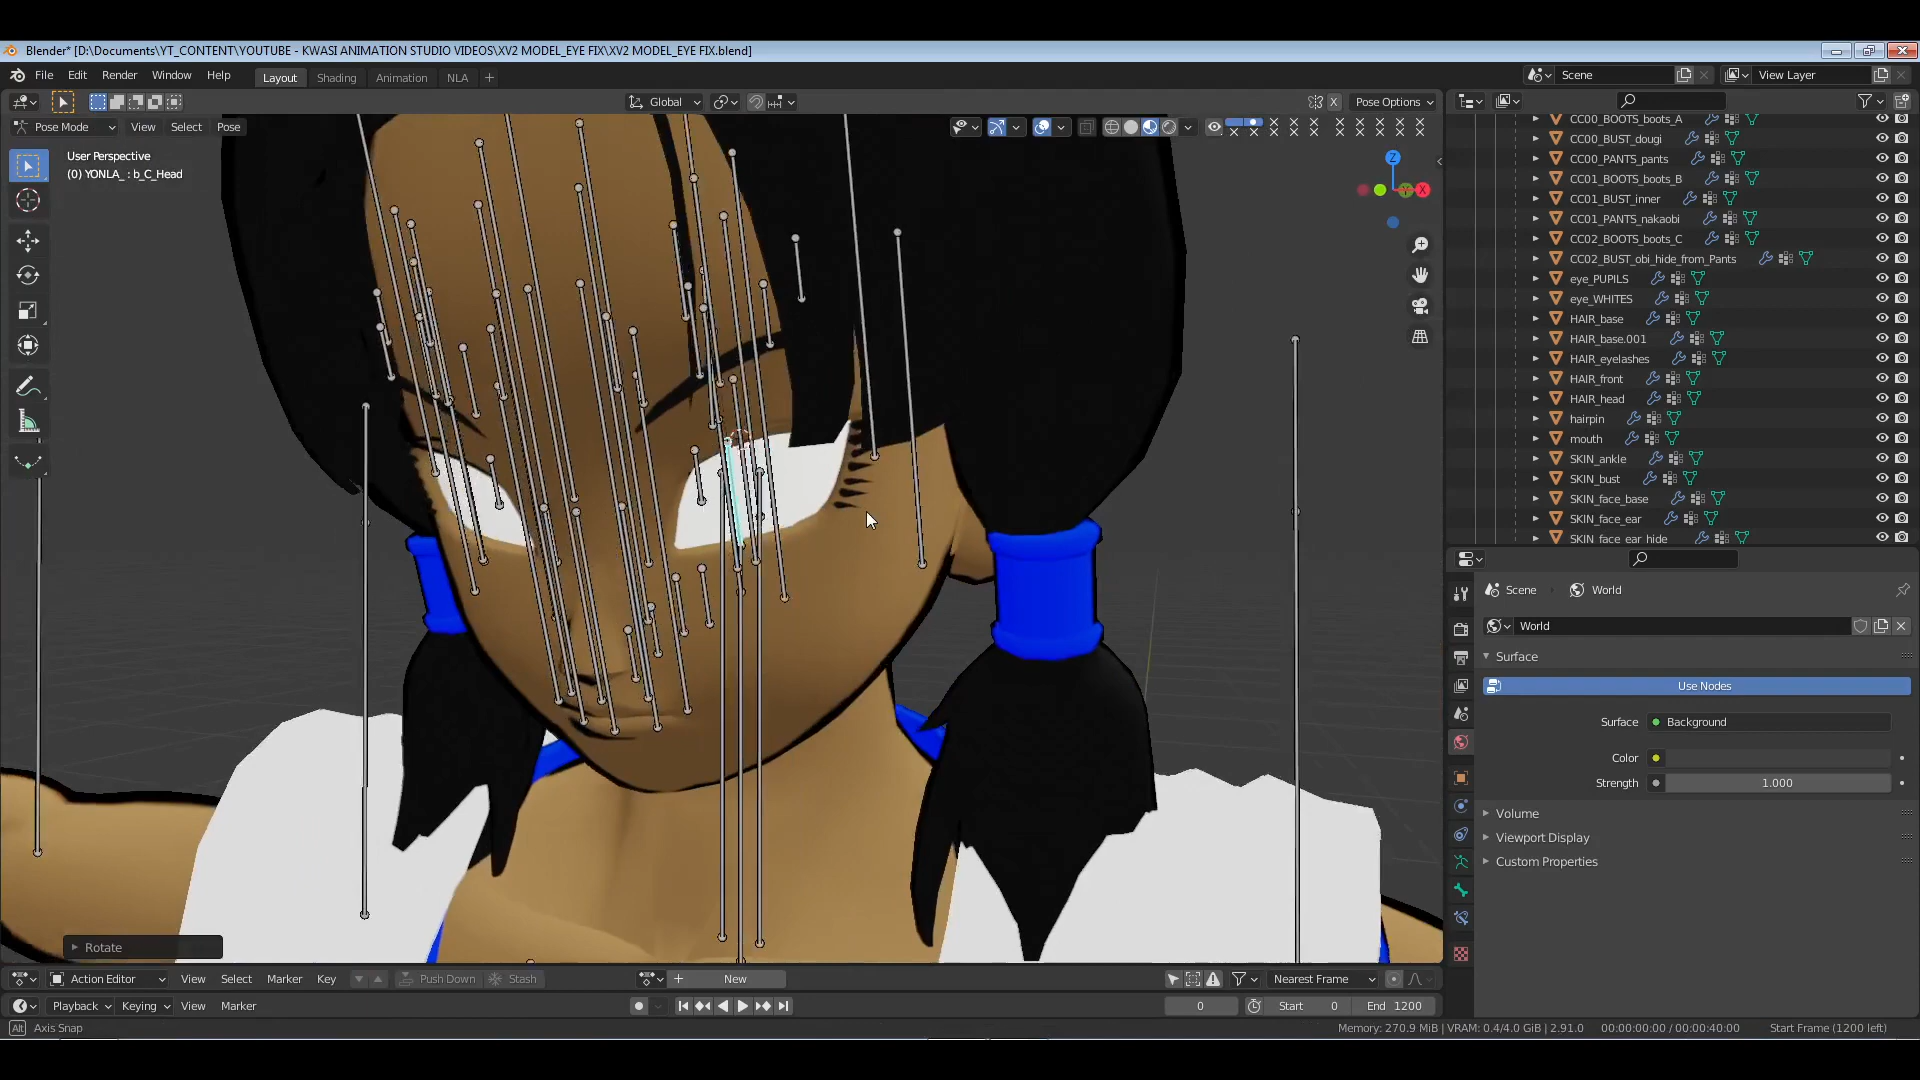 Blender* [D:\Documents\YT_CONTENT\YOUTUBE - KWASI ANIMATION STUDIO VIDEOS\XV2 MODEL_EYE FIX\XV2 MODEL_EYE FIX.blend]
File Edit Render Window Help Layout Shading Animation NLA + Scene View Layer
Global X Pose Options
Pose Mode View Select Pose
User Perspective
(0) YONLA_ : b_C_Head
Z
X
CC00_BOOTS_boots_A
CC00_BUST_dougi
CC00_PANTS_pants
CC01_BOOTS_boots_B
CC01_BUST_inner
CC01_PANTS_nakaobi
CC02_BOOTS_boots_C
CC02_BUST_obi_hide_from_Pants
eye_PUPILS
eye_WHITES
HAIR_base
HAIR_base.001
HAIR_eyelashes
HAIR_front
HAIR_head
hairpin
mouth
SKIN_ankle
SKIN_bust
SKIN_face_base
SKIN_face_ear
SKIN_face_ear_hide
Scene World
World
Surface
Use Nodes
Surface Background
Color
Strength 1.000
Volume
Viewport Display
Custom Properties
Rotate
Action Editor View Select Marker Key Push Down Stash + New Nearest Frame
Playback Keying View Marker 0 Start 0 End 1200
Alt Axis Snap Memory: 270.9 MiB | VRAM: 0.4/4.0 GiB | 2.91.0 00:00:00:00 / 00:00:40:00 Start Frame (1200 left)